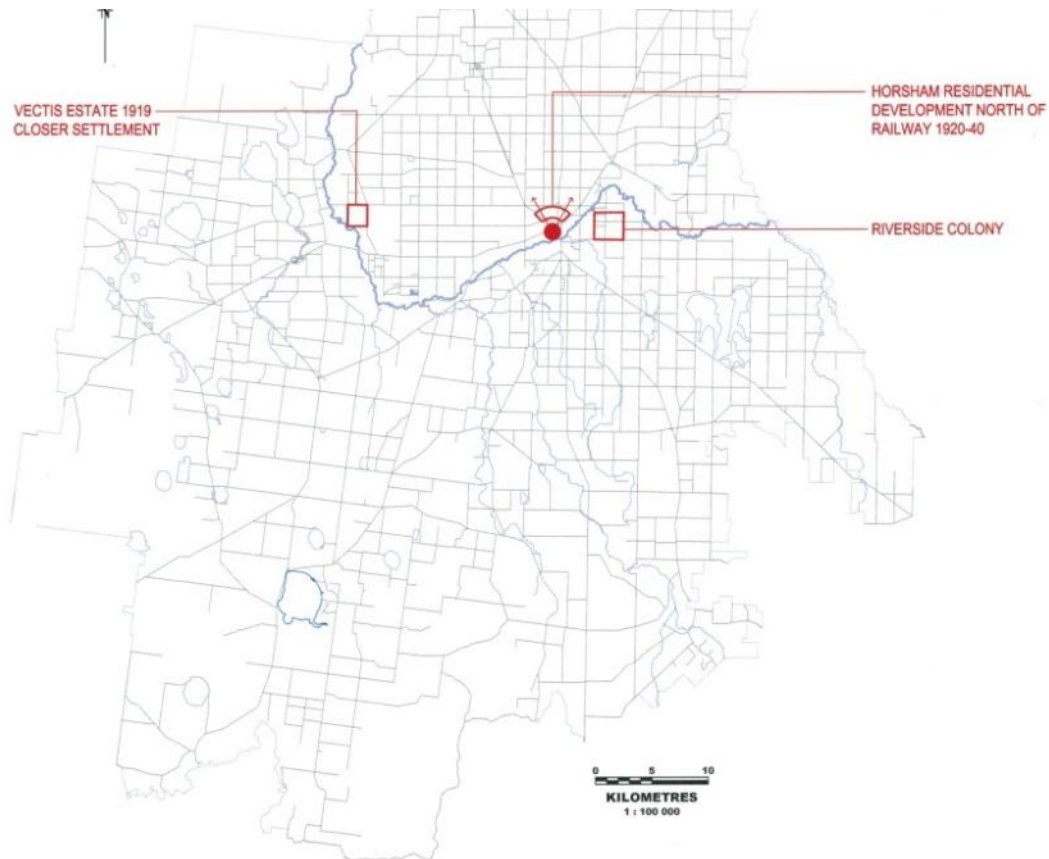 N
VECTIS ESTATE 1919
CLOSER SETTLEMENT
HORSHAM RESIDENTIAL
DEVELOPMENT NORTH OF
RAILWAY 1920-40
RIVERSIDE COLONY
0 5 10
KILOMETRES
1 : 100 000